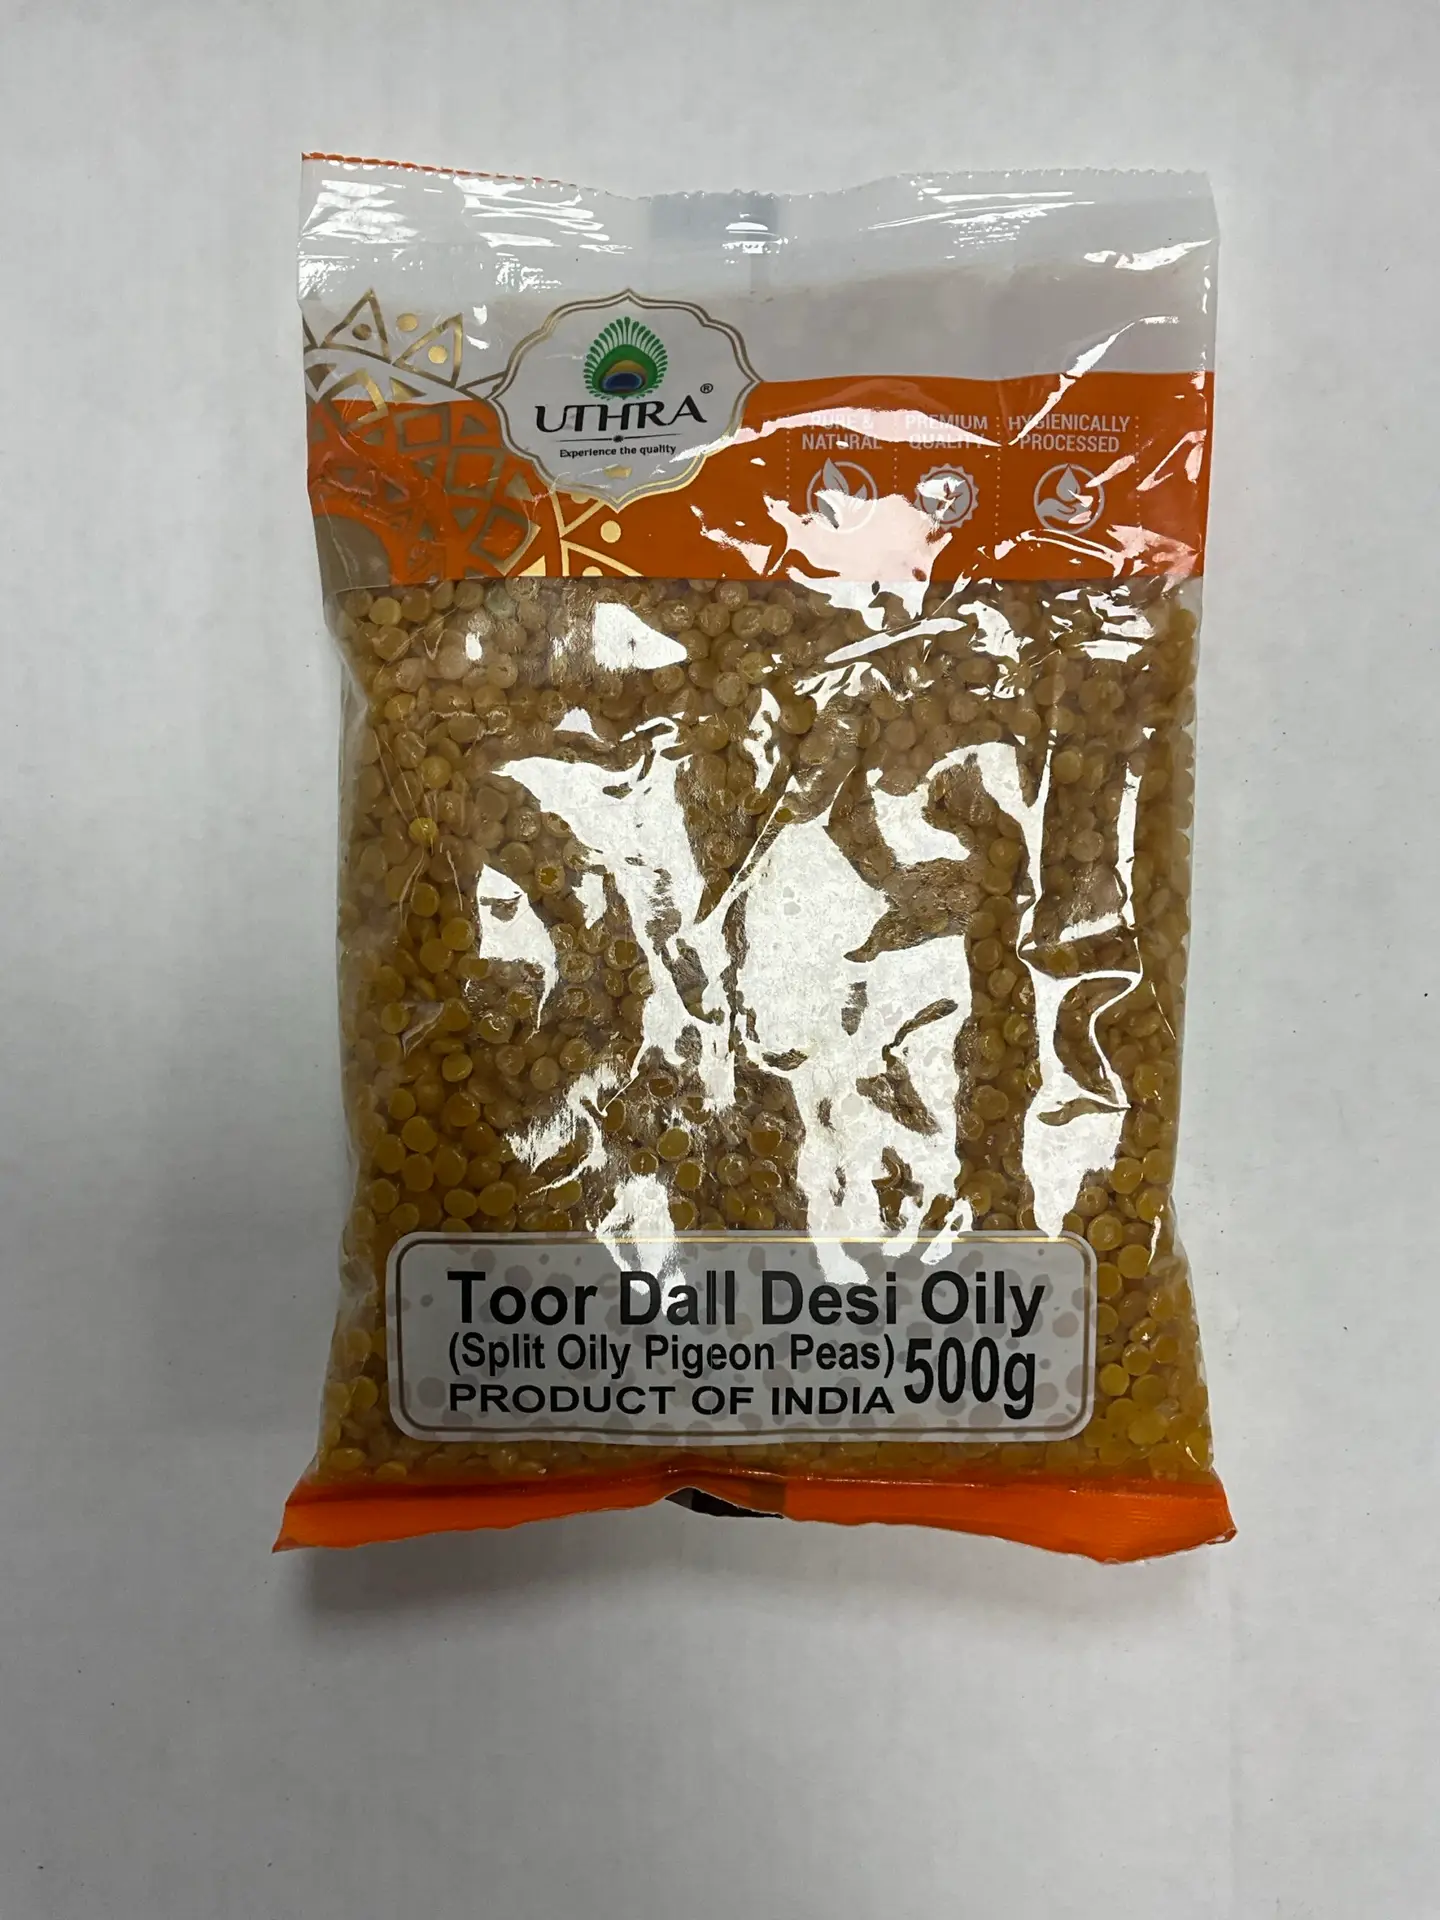 UTHRA®
Experience the quality
PURE &
NATURAL
PREMIUM
QUALITY
HYGIENICALLY
PROCESSED
Toor Dall Desi Oily
(Split Oily Pigeon Peas)
PRODUCT OF INDIA
500g